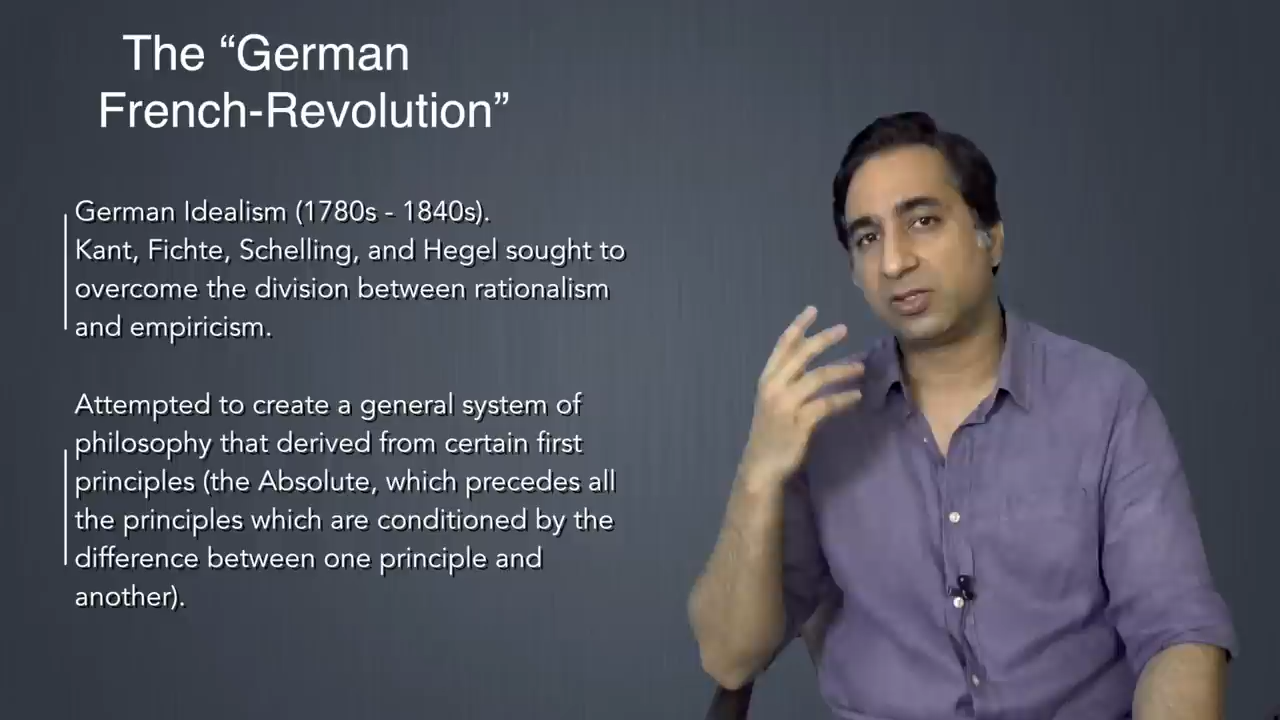 The “German
French-Revolution”
German Idealism (1780s - 1840s).
Kant, Fichte, Schelling, and Hegel sought to
overcome the division between rationalism
and empiricism.
Attempted to create a general system of
philosophy that derived from certain first
principles (the Absolute, which precedes all
the principles which are conditioned by the
difference between one principle and
another).